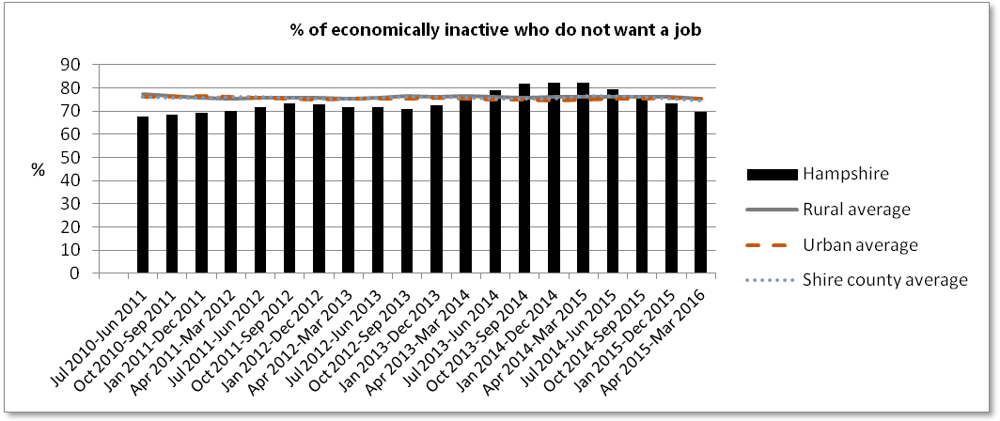 % of economically inactive who do not want a job
90
80
70
60
50
40
30
20
10
0
%
Jul 2010-Jun 2011
Oct 2010-Sep 2011
Jan 2011-Dec 2011
Apr 2011-Mar 2012
Jul 2011-Jun 2012
Oct 2011-Sep 2012
Jan 2012-Dec 2012
Apr 2012-Mar 2013
Jul 2012-Jun 2013
Oct 2012-Sep 2013
Jan 2013-Dec 2013
Apr 2013-Mar 2014
Jul 2013-Jun 2014
Oct 2013-Sep 2014
Jan 2014-Dec 2014
Apr 2014-Mar 2015
Jul 2014-Jun 2015
Oct 2014-Sep 2015
Jan 2015-Dec 2015
Apr 2015-Mar 2016
Hampshire
Rural average
Urban average
Shire county average